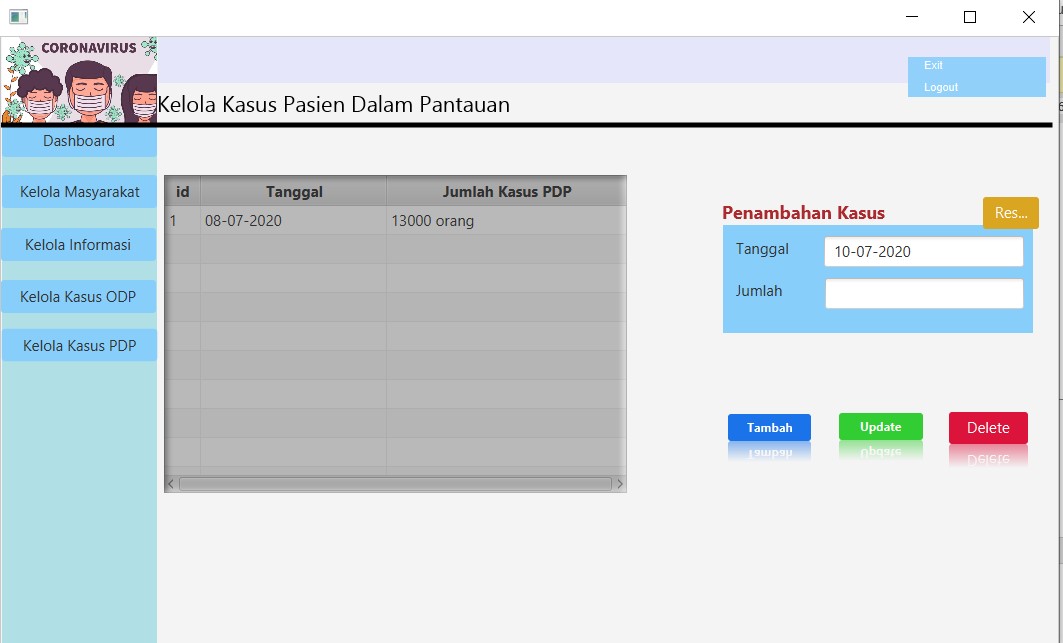 CORONAVIRUS
Exit
Logout
Kelola Kasus Pasien Dalam Pantauan
Dashboard
Kelola Masyarakat
Kelola Informasi
Kelola Kasus ODP
Kelola Kasus PDP
id Tanggal Jumlah Kasus PDP
1 08-07-2020 13000 orang
Penambahan Kasus Res...
Tanggal 10-07-2020
Jumlah
Tambah Update Delete